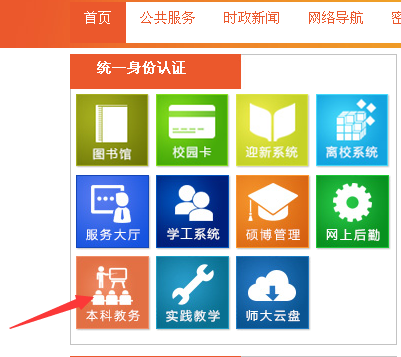 首页 公共服务 时政新闻 网络导航
统一身份认证
图书馆 校园卡 迎新系统 离校系统
服务大厅 学工系统 硕博管理 网上后勤
本科教务 实践教学 师大云盘